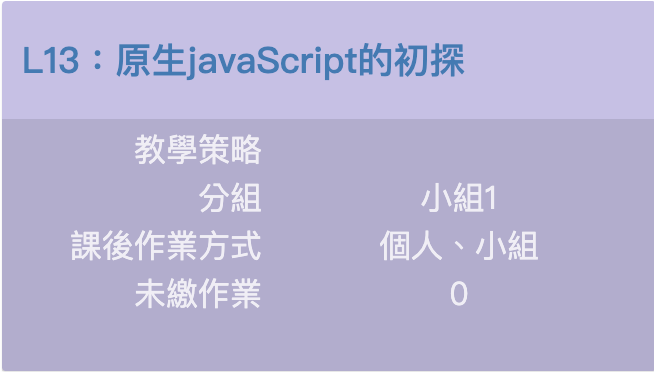 L13：原生javaScript的初探
教學策略
分組 小組1
課後作業方式 個人、小組
未繳作業 0